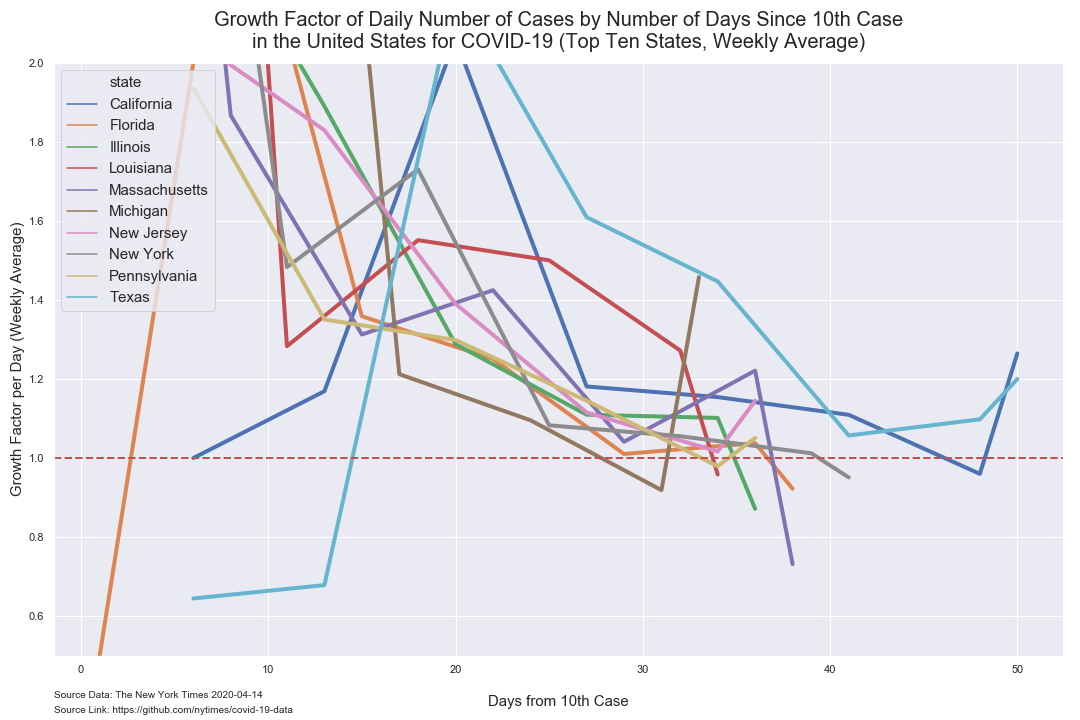 Growth Factor of Daily Number of Cases by Number of Days Since 10th Case
in the United States for COVID-19 (Top Ten States, Weekly Average)
Growth Factor per Day (Weekly Average)
2.0
1.8
1.6
1.4
1.2
1.0
0.8
0.6
state
California
Florida
Illinois
Louisiana
Massachusetts
Michigan
New Jersey
New York
Pennsylvania
Texas
0 10 20 30 40 50
Days from 10th Case
Source Data: The New York Times 2020-04-14
Source Link: https://github.com/nytimes/covid-19-data